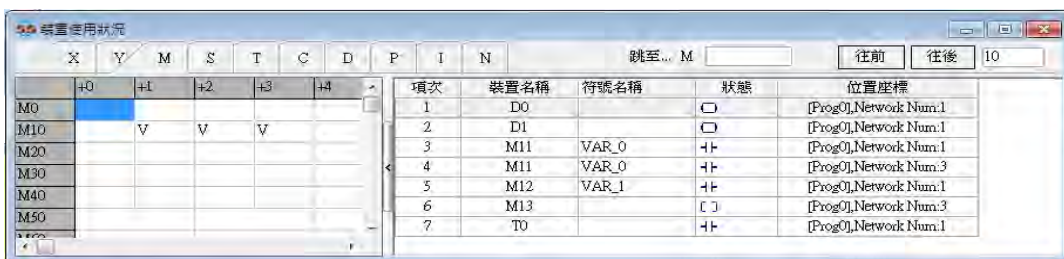 裝置使用狀況
X Y M S T C D P I N 跳至... M 往前 往後 10
+0 +1 +2 +3 +4 項次 裝置名稱 符號名稱 狀態 位置座標
M0 1 D0 [Prog0],Network Num:1
M10 V V V 2 D1 [Prog0],Network Num:1
M20 3 M11 VAR_0 [Prog0],Network Num:1
M30 4 M11 VAR_0 [Prog0],Network Num:3
M40 5 M12 VAR_1 [Prog0],Network Num:1
M50 6 M13 [Prog0],Network Num:3
7 T0 [Prog0],Network Num:1